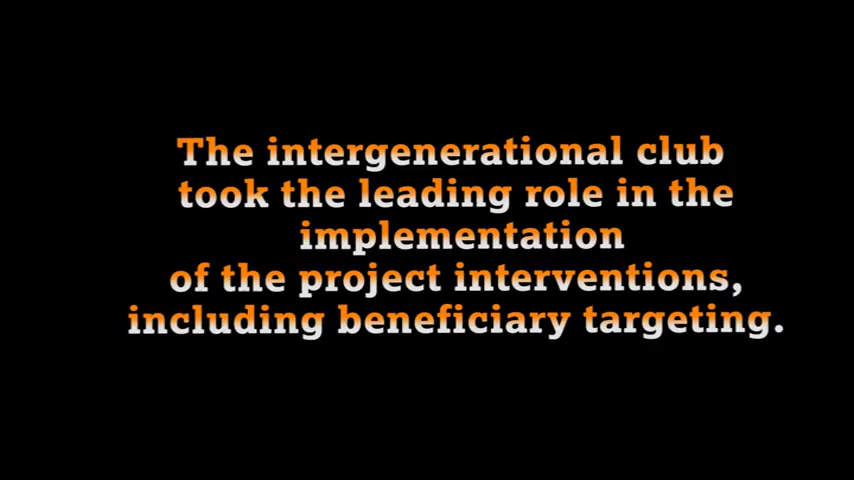 The intergenerational club
took the leading role in the
implementation
of the project interventions,
including beneficiary targeting.